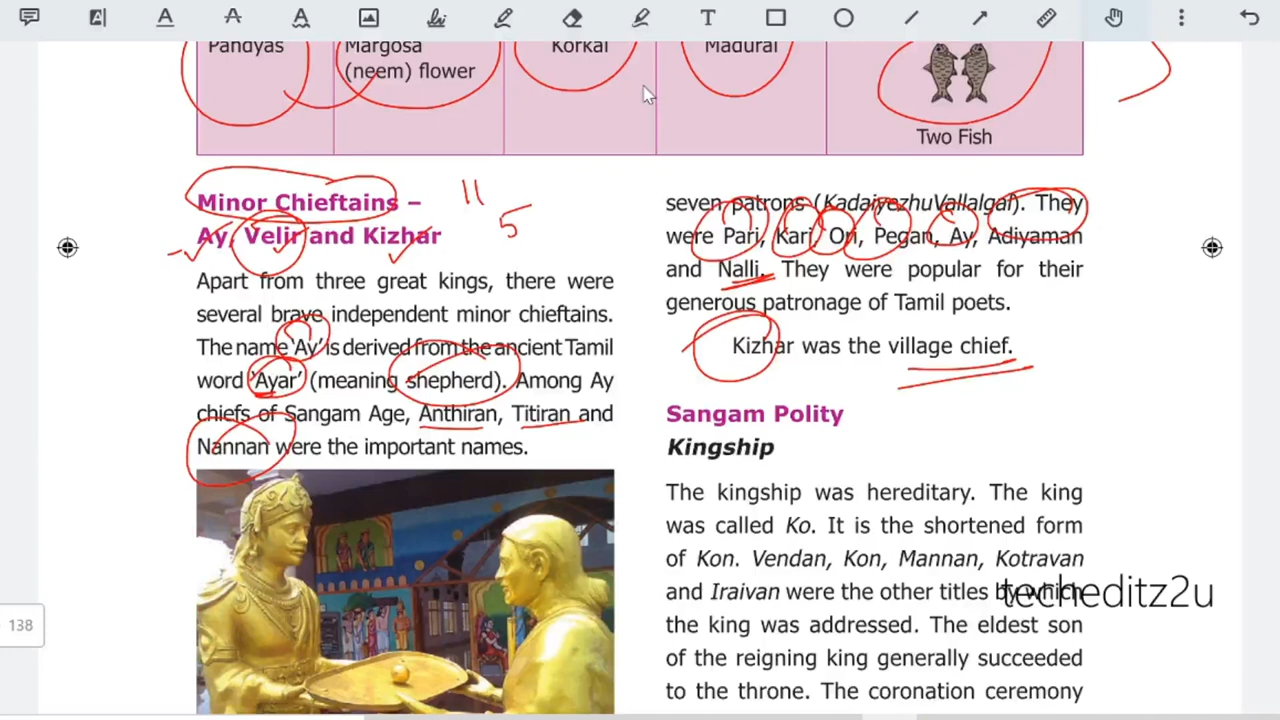 Pandyas
Margosa
(neem) flower
Korkai
Madurai
Two Fish
Minor Chieftains –
Ay, Velir and Kizhar
11
5
Apart from three great kings, there were
several brave independent minor chieftains.
The name ‘Ay’ is derived from the ancient Tamil
word ‘Ayar’ (meaning shepherd). Among Ay
chiefs of Sangam Age, Anthiran, Titiran and
Nannan were the important names.
seven patrons (KadaiyezhuVallalgal). They
were Pari, Kari, Ori, Pegan, Ay, Adiyaman
and Nalli. They were popular for their
generous patronage of Tamil poets.
Kizhar was the village chief.
Sangam Polity
Kingship
The kingship was hereditary. The king
was called Ko. It is the shortened form
of Kon. Vendan, Kon, Mannan, Kotravan
and Iraivan were the other titles by which
the king was addressed. The eldest son
of the reigning king generally succeeded
to the throne. The coronation ceremony
techeditz2u
138